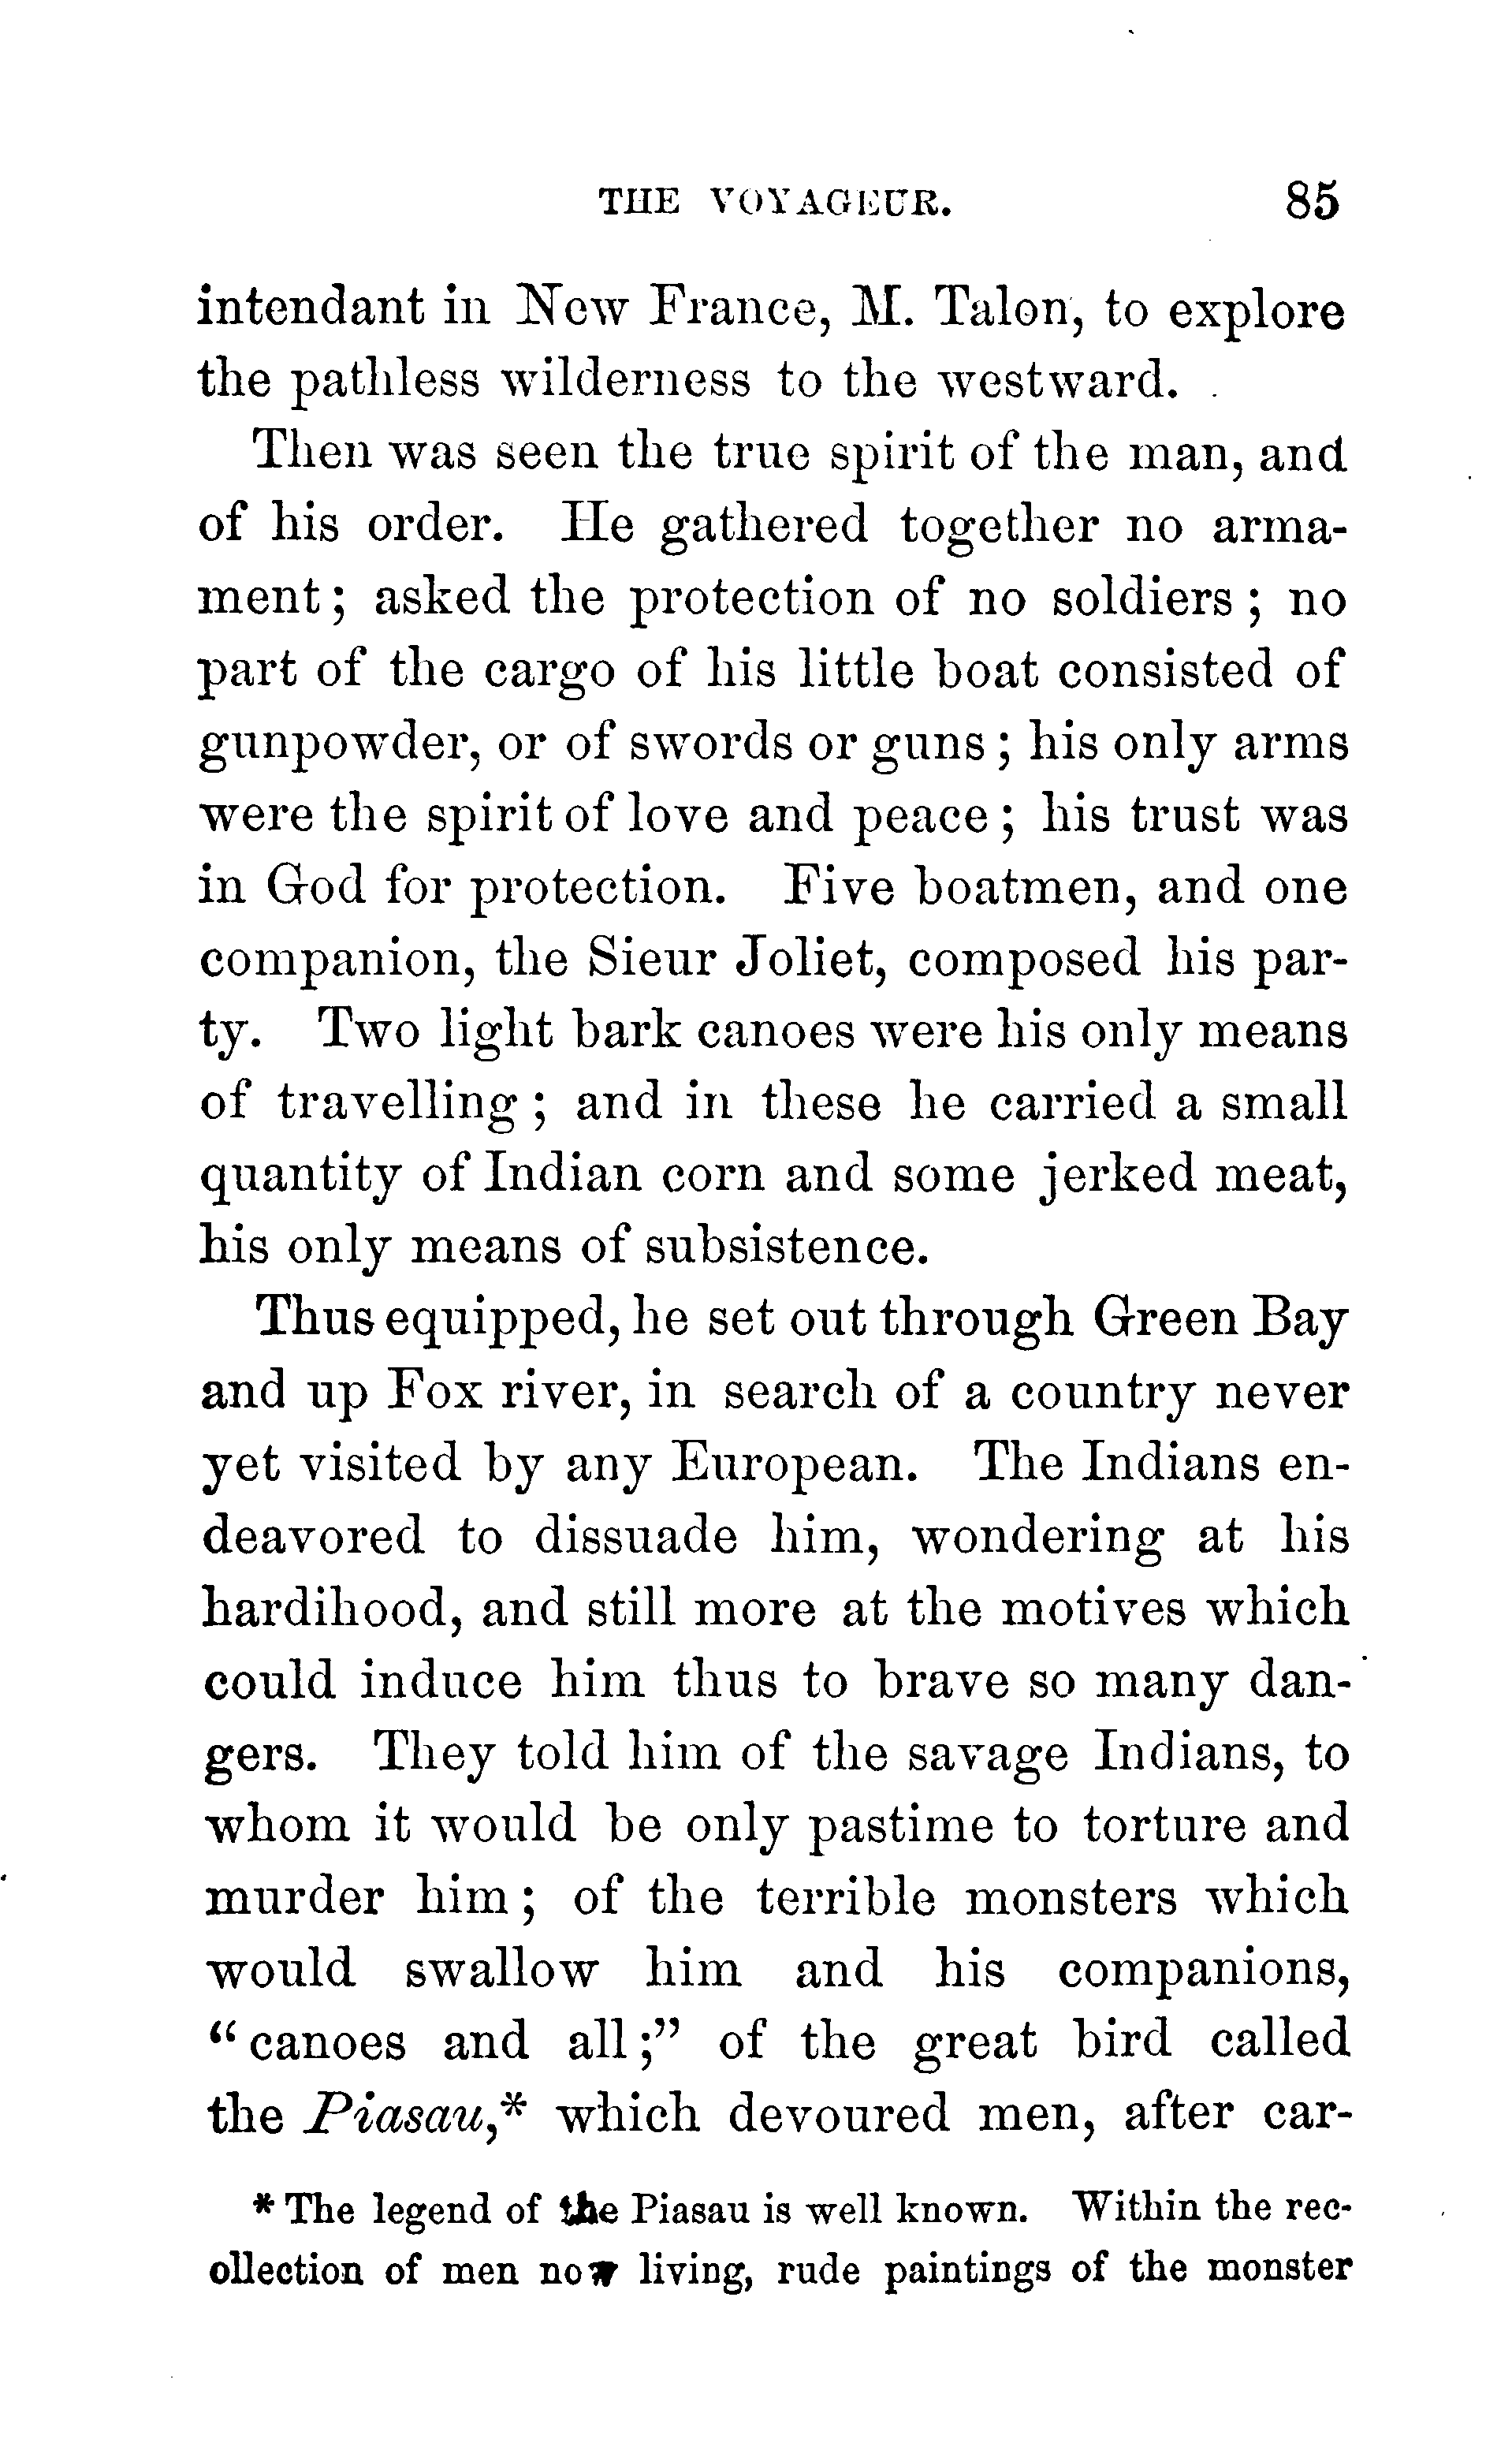 THE VOYAGEUR. 85
intendant in New France, M. Talon, to explore
the pathless wilderness to the westward.
Then was seen the true spirit of the man, and
of his order. He gathered together no arma-
ment; asked the protection of no soldiers; no
part of the cargo of his little boat consisted of
gunpowder, or of swords or guns; his only arms
were the spirit of love and peace; his trust was
in God for protection. Five boatmen, and one
companion, the Sieur Joliet, composed his par-
ty. Two light bark canoes were his only means
of travelling; and in these he carried a small
quantity of Indian corn and some jerked meat,
his only means of subsistence.
Thus equipped, he set out through Green Bay
and up Fox river, in search of a country never
yet visited by any European. The Indians en-
deavored to dissuade him, wondering at his
hardihood, and still more at the motives which
could induce him thus to brave so many dan-
gers. They told him of the savage Indians, to
whom it would be only pastime to torture and
murder him; of the terrible monsters which
would swallow him and his companions,
"canoes and all;" of the great bird called
the Piasau,* which devoured men, after car-
* The legend of the Piasau is well known. Within the rec-
ollection of men now living, rude paintings of the monster